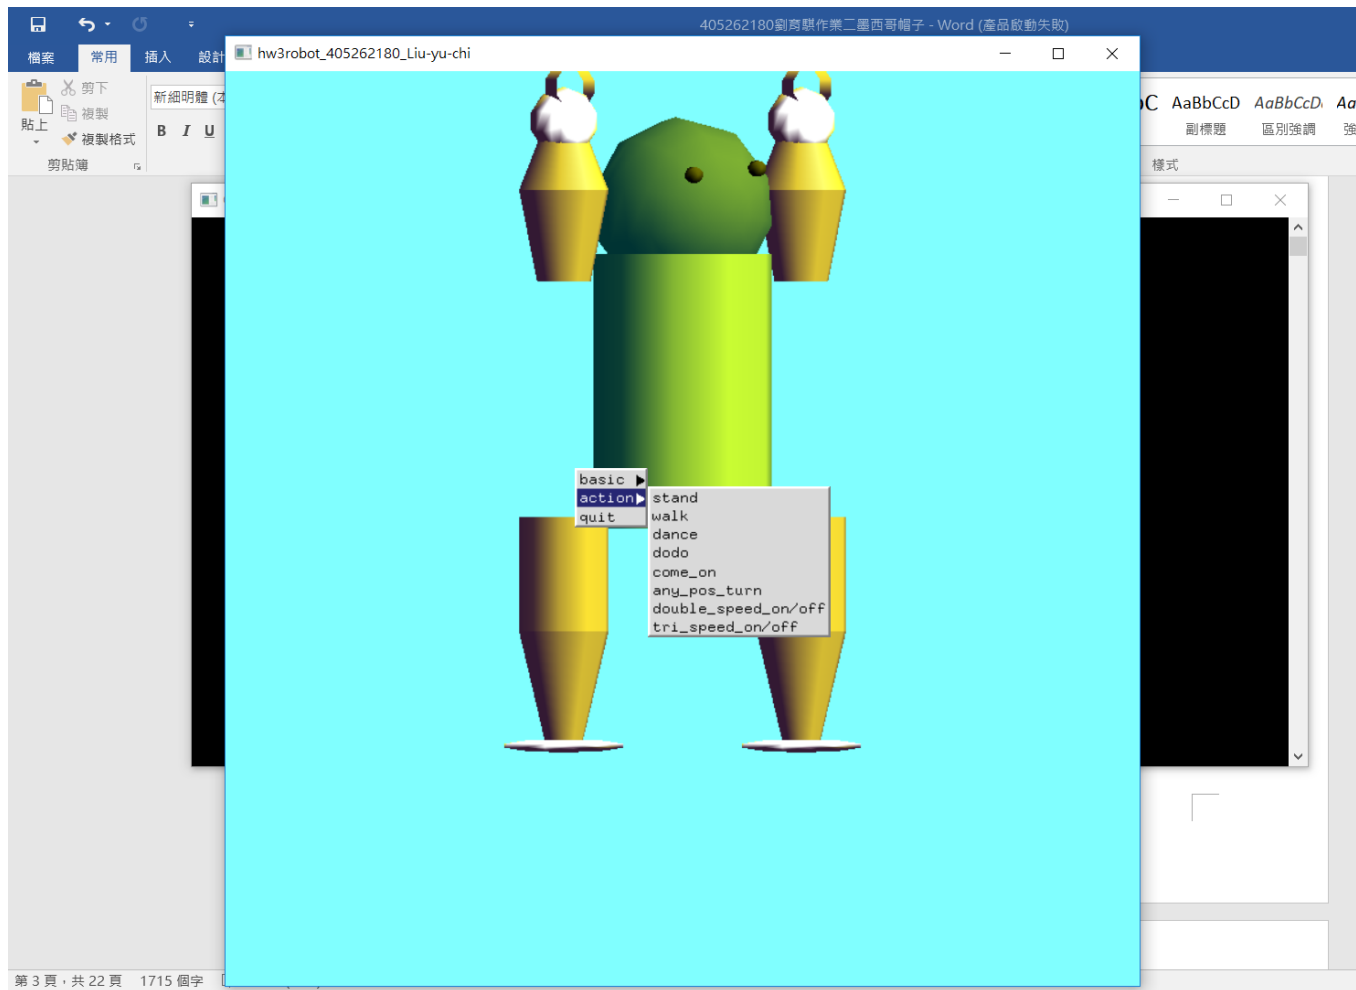 405262180劉育騏作業二墨西哥帽子 - Word (產品啟動失敗)
檔案 常用 插入 設計
hw3robot_405262180_Liu-yu-chi
貼上
剪下
複製
複製格式
剪貼簿
新細明體 (本
B I U
AaBbCcD AaBbCcD Aa
副標題 區別強調 強
樣式
basic
action
quit
stand
walk
dance
dodo
come_on
any_pos_turn
double_speed_on/off
tri_speed_on/off
第 3 頁，共 22 頁 1715 個字